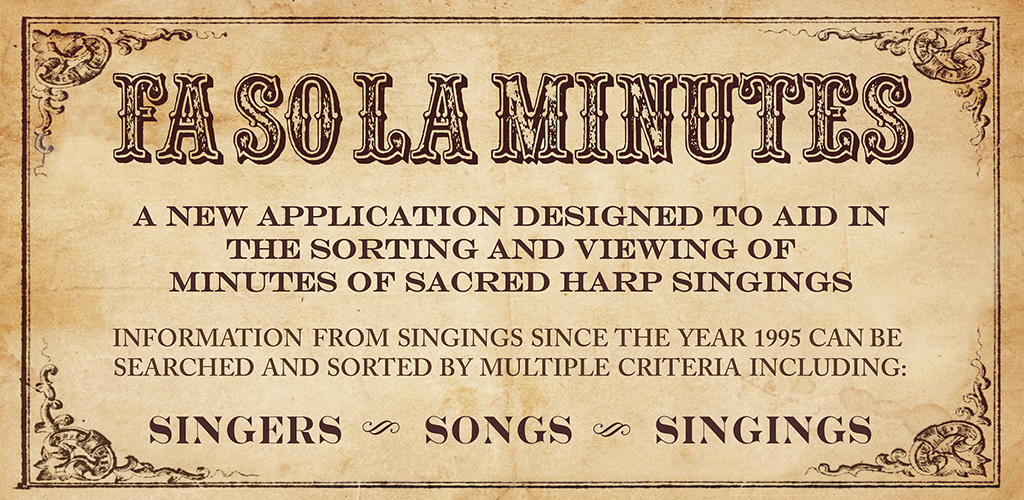 FA SO LA MINUTES
A NEW APPLICATION DESIGNED TO AID IN
THE SORTING AND VIEWING OF
MINUTES OF SACRED HARP SINGINGS
INFORMATION FROM SINGINGS SINCE THE YEAR 1995 CAN BE
SEARCHED AND SORTED BY MULTIPLE CRITERIA INCLUDING:
SINGERS ∽ SONGS ∽ SINGINGS